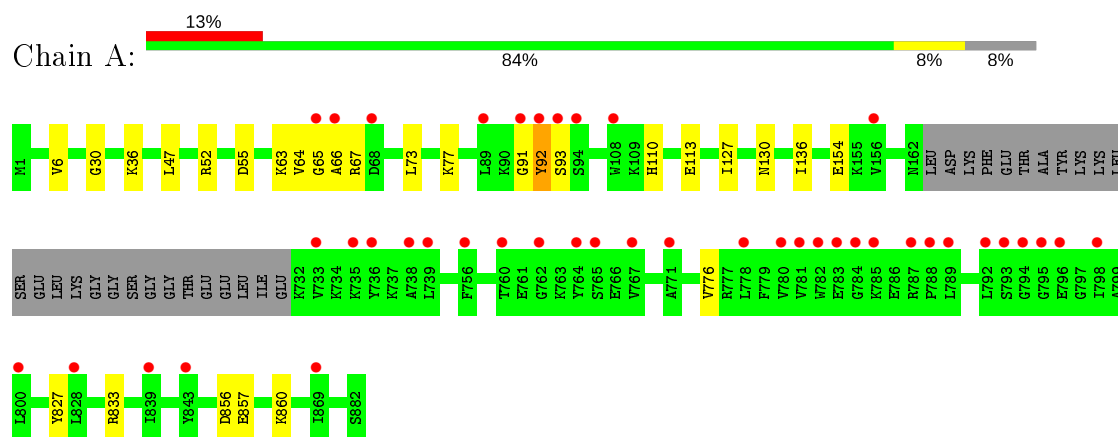 13%
Chain A:
84% 8% 8%
M1 V6 G30 K36 L47 R52 D55 K63 V64 G65 A66 R67 D68 L73 K77 L89 K90 G91 Y92 S93 S94 W108 K109 H110 E113 I127 N130 I136 E154 K155 V156 N162 LEU ASP LYS PHE GLU THR ALA TYR LYS LYS LEU
SER GLU LEU LYS GLY GLY SER GLY GLY THR GLU GLU LEU ILE GLU K732 V733 K734 K735 Y736 K737 A738 L739 F756 T760 E761 G762 K763 Y764 S765 E766 V767 A771 V776 R777 L778 F779 V780 V781 W782 E783 G784 K785 E786 R787 P788 L789 L792 S793 G794 G795 E796 G797 I798 A799
L800 Y827 L828 R833 I839 Y843 D856 E857 K860 I869 S882